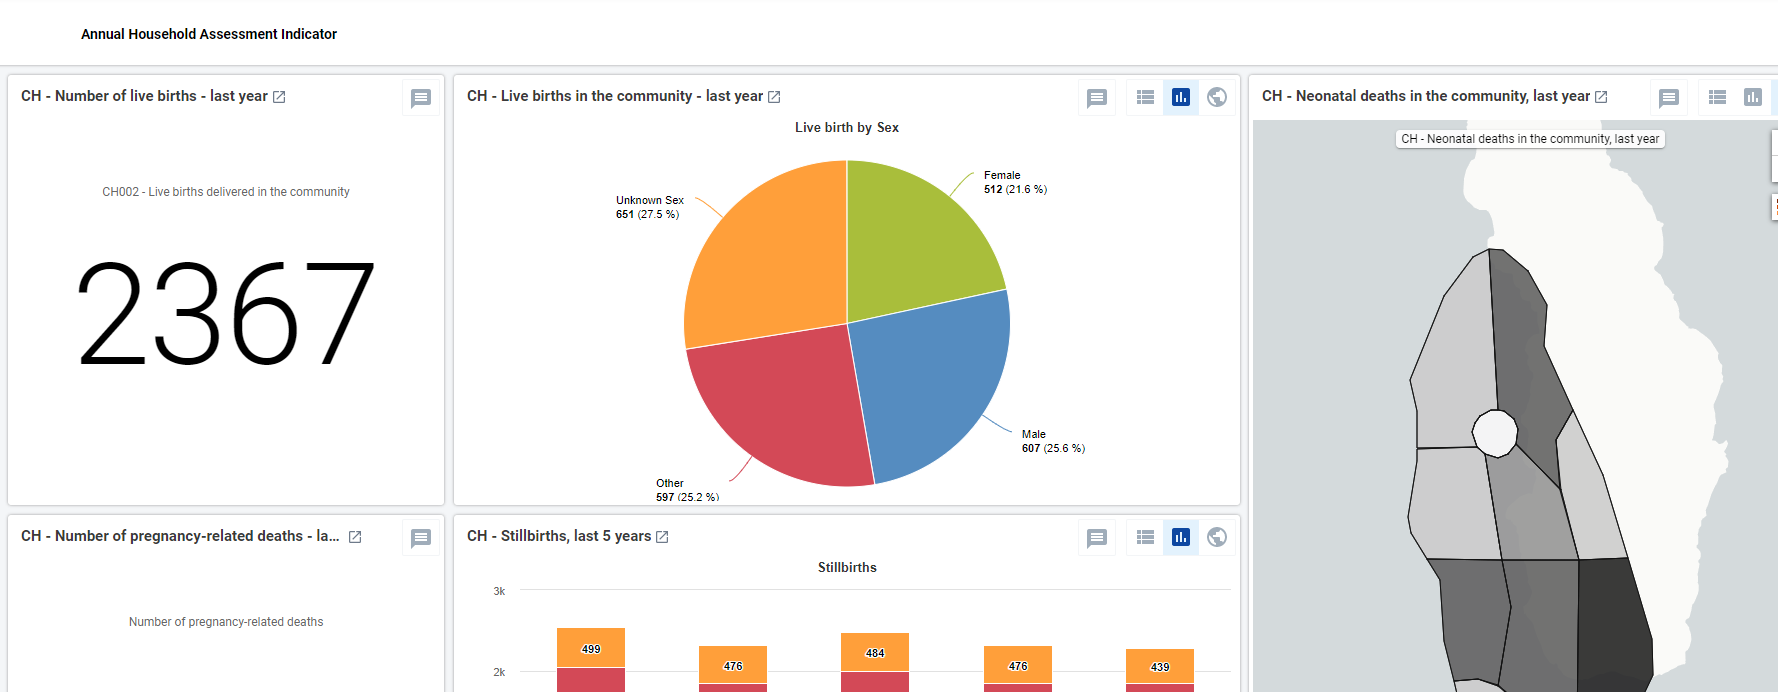 Annual Household Assessment Indicator
CH - Number of live births - last year
CH002 - Live births delivered in the community
2367
CH - Live births in the community - last year
Live birth by Sex
Female
512 (21.6 %)
Unknown Sex
651 (27.5 %)
Male
607 (25.6 %)
Other
597 (25.2 %)
CH - Neonatal deaths in the community, last year
CH - Neonatal deaths in the community, last year
CH - Number of pregnancy-related deaths - la...
Number of pregnancy-related deaths
CH - Stillbirths, last 5 years
Stillbirths
3k
2k
499
476
484
476
439